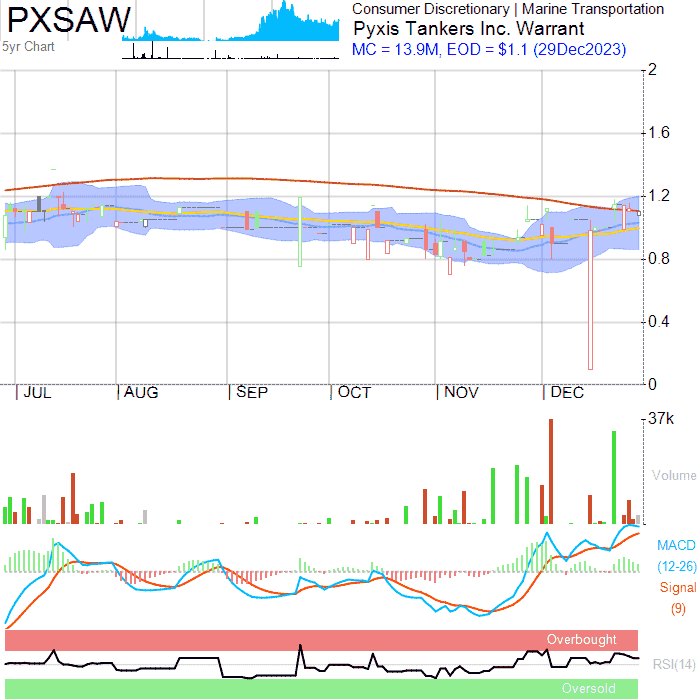 PXSAW
5yr Chart
Consumer Discretionary | Marine Transportation
Pyxis Tankers Inc. Warrant
MC = 13.9M, EOD = $1.1 (29Dec2023)
2
1.6
1.2
0.8
0.4
0
JUL AUG SEP OCT NOV DEC
37k
Volume
MACD
(12-26)
Signal
(9)
Overbought
RSI(14)
Oversold